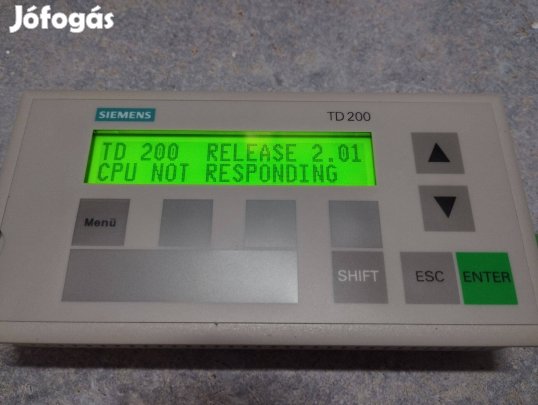 Jófogás
SIEMENS
TD 200
TD 200 RELEASE 2.01
CPU NOT RESPONDING
Menü
SHIFT
ESC
ENTER